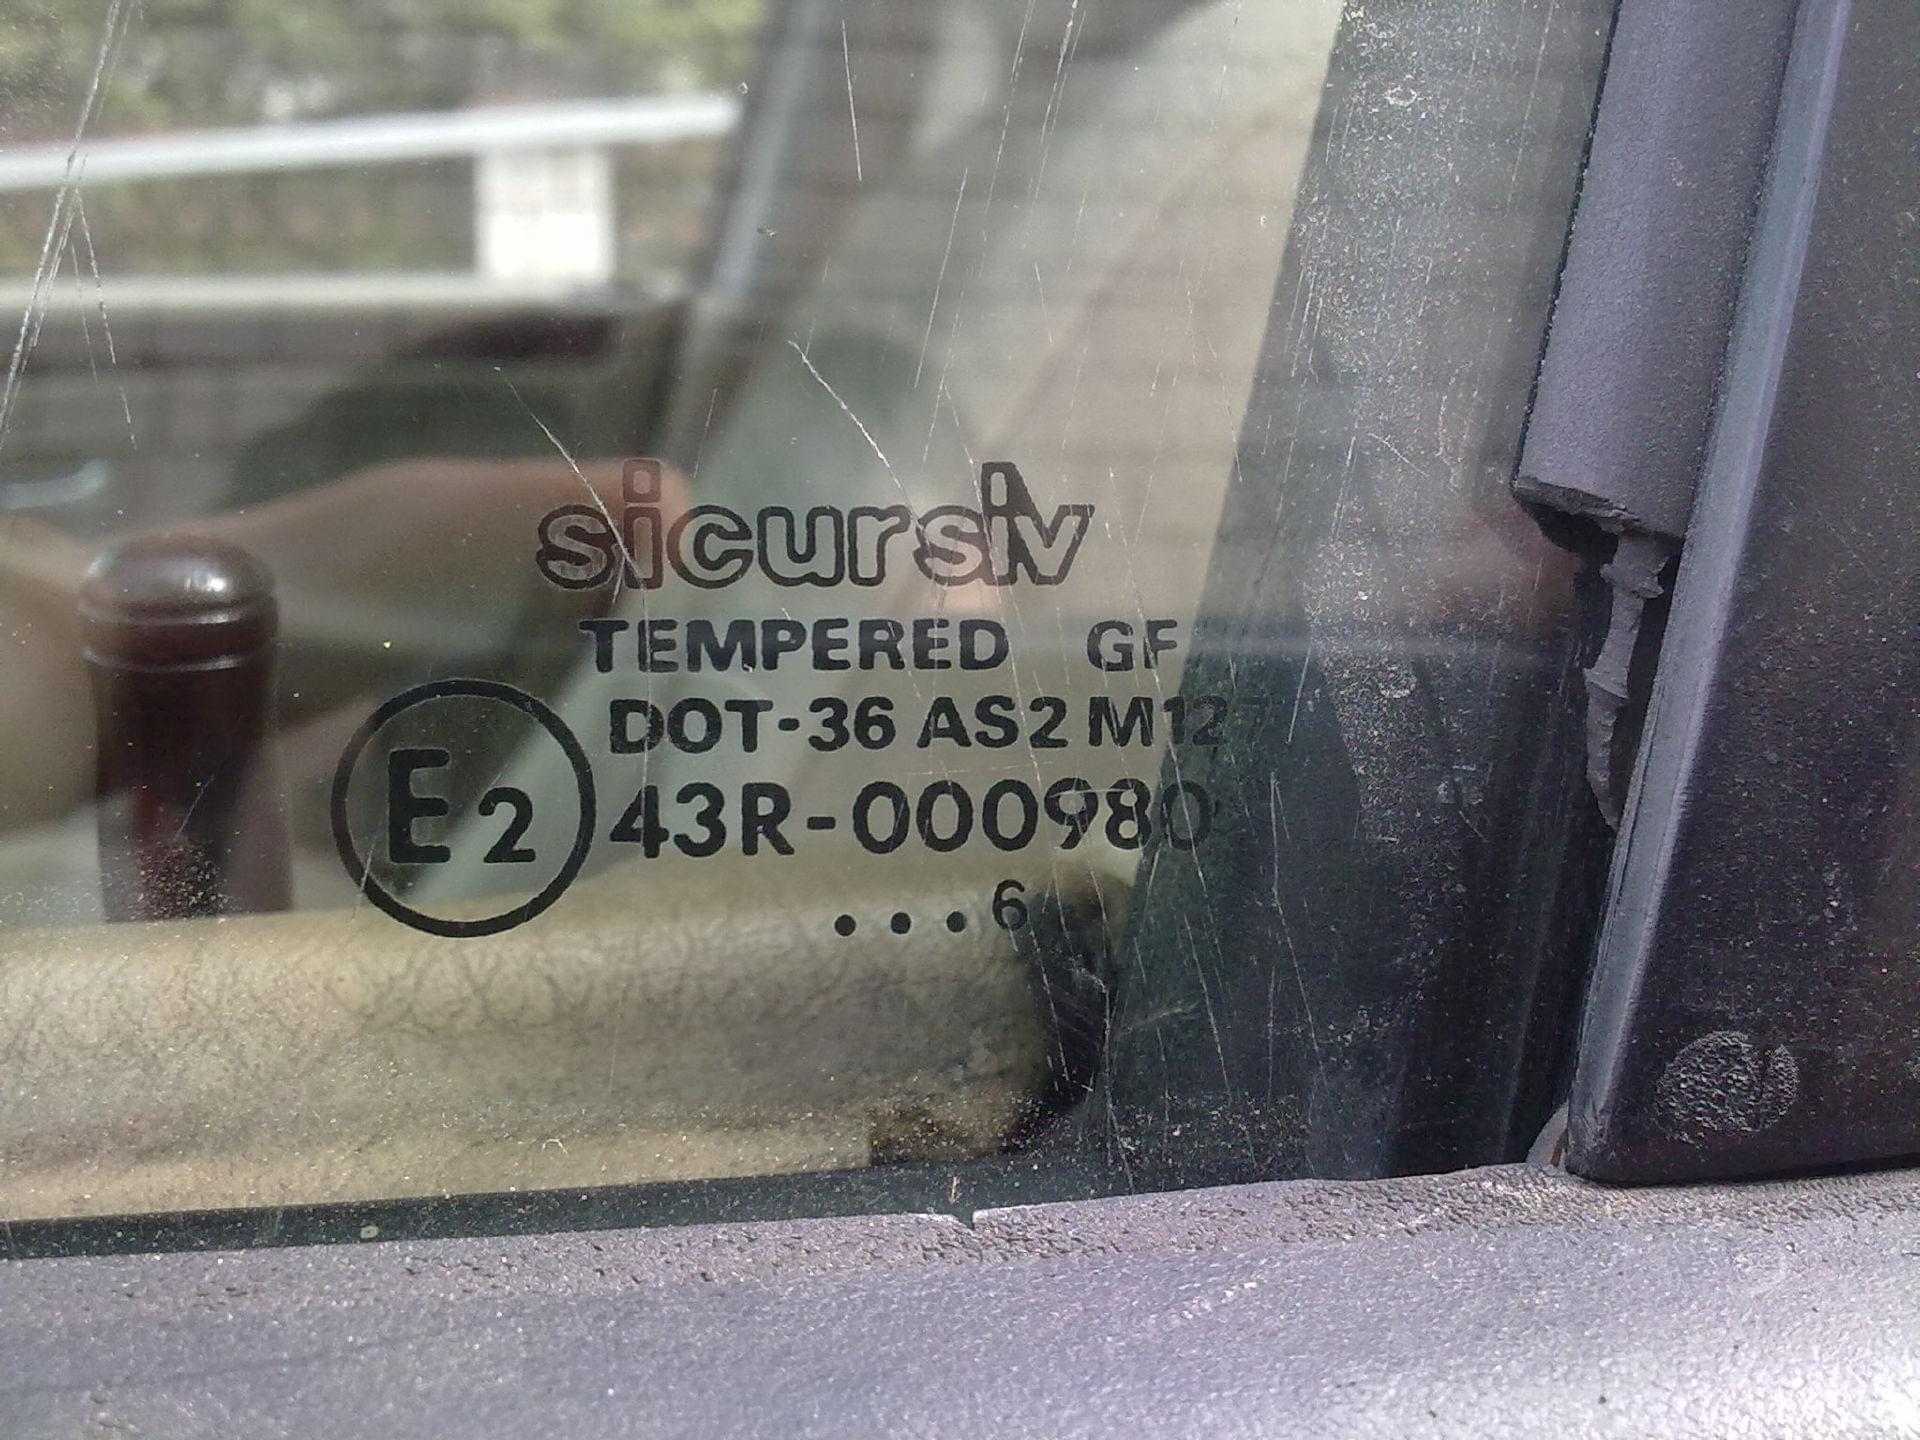 sicursiv
TEMPERED GF
DOT-36 AS2 M127
E2 43R-000980
...6